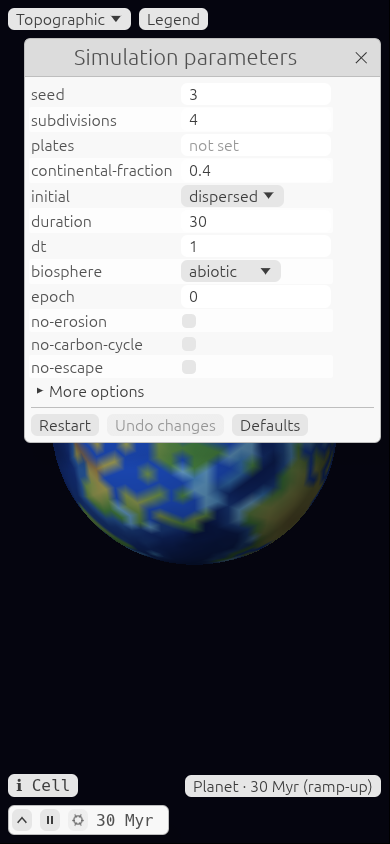 Topographic
Legend
Simulation parameters
seed 3
subdivisions 4
plates not set
continental-fraction 0.4
initial dispersed
duration 30
dt 1
biosphere abiotic
epoch 0
no-erosion
no-carbon-cycle
no-escape
More options
Restart Undo changes Defaults
Cell
Planet · 30 Myr (ramp-up)
30 Myr